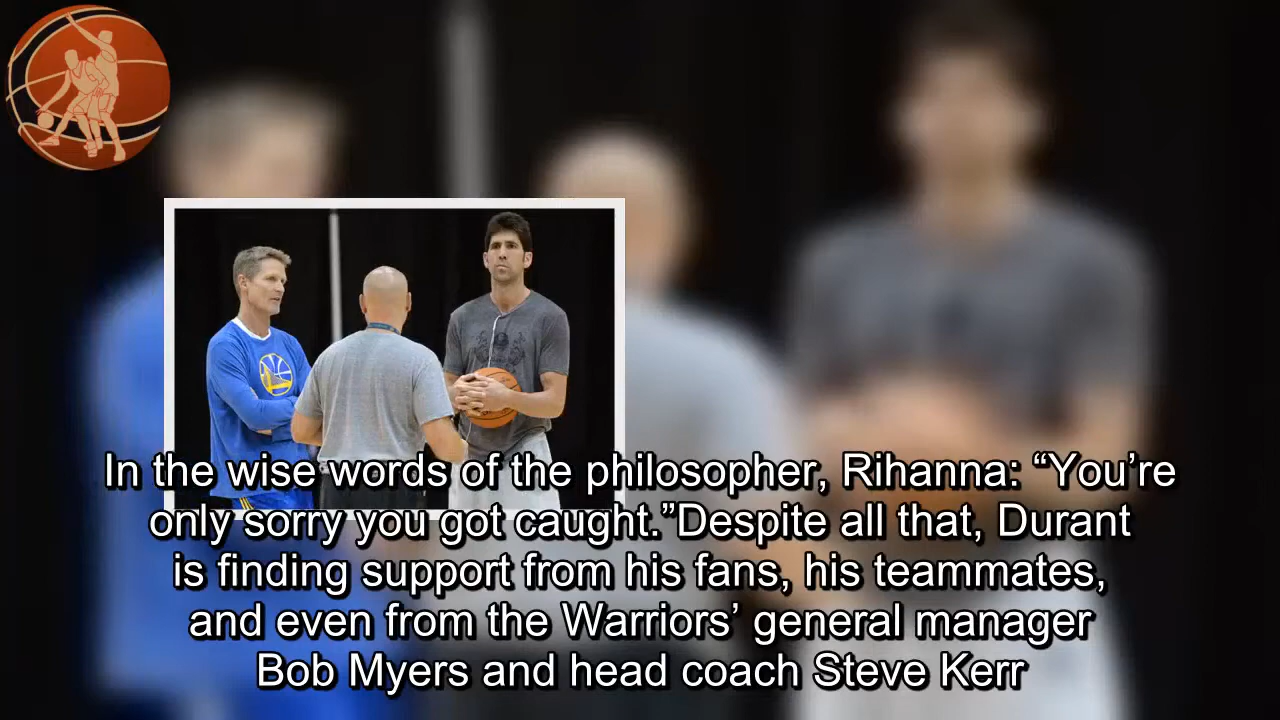 In the wise words of the philosopher, Rihanna: “You’re
only sorry you got caught.”Despite all that, Durant
is finding support from his fans, his teammates,
and even from the Warriors’ general manager
Bob Myers and head coach Steve Kerr